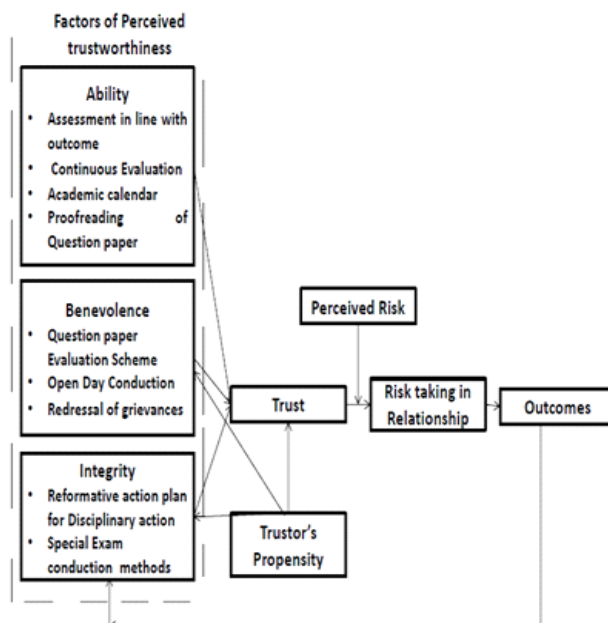 Factors of Perceived
trustworthiness
Ability
• Assessment in line with
outcome
• Continuous Evaluation
• Academic calendar
• Proofreading of
Question paper
Benevolence
• Question paper
Evaluation Scheme
• Open Day Conduction
• Redressal of grievances
Integrity
• Reformative action plan
for Disciplinary action
• Special Exam
conduction methods
Perceived Risk
Trust
Risk taking in
Relationship
Outcomes
Trustor's
Propensity